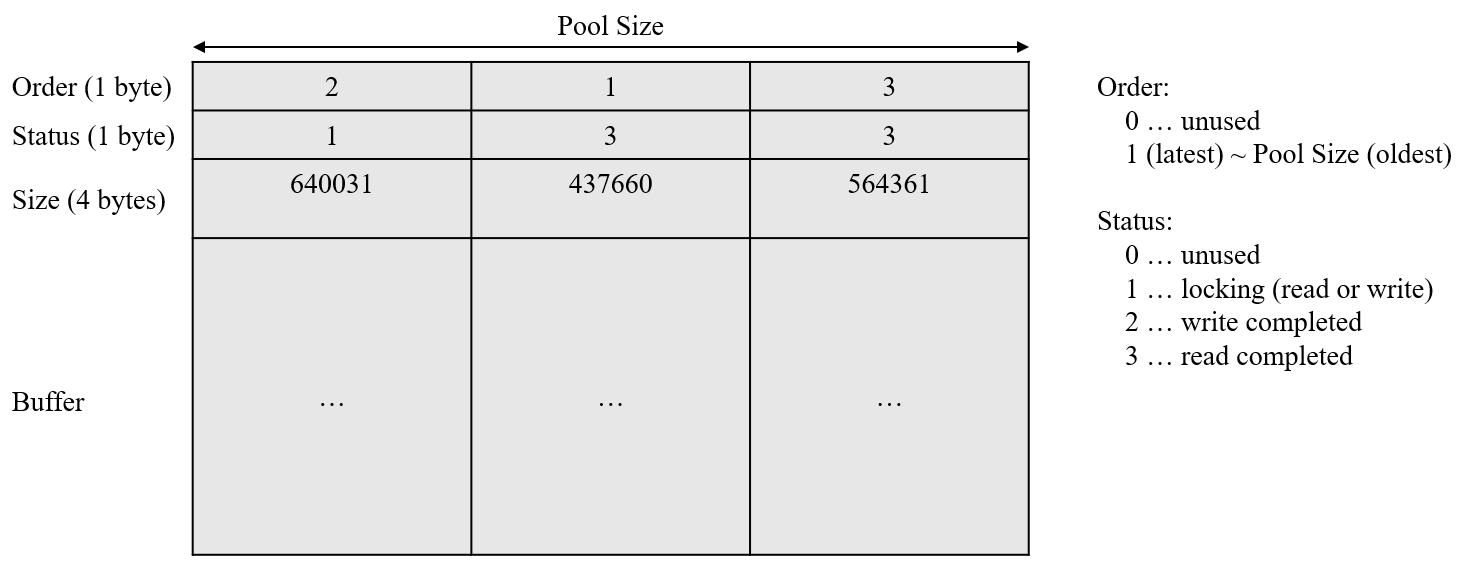 Pool Size
Order (1 byte) 2 1 3
Status (1 byte) 1 3 3
Size (4 bytes) 640031 437660 564361
Buffer … … …
Order:
0 … unused
1 (latest) ~ Pool Size (oldest)
Status:
0 … unused
1 … locking (read or write)
2 … write completed
3 … read completed